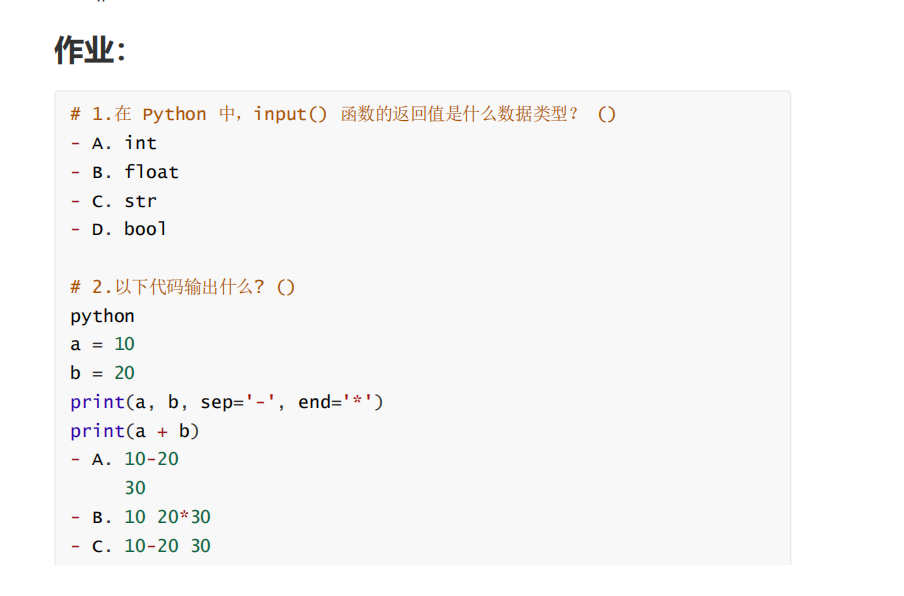 作业：
# 1.在 Python 中，input() 函数的返回值是什么数据类型？ ()
- A. int
- B. float
- C. str
- D. bool
# 2.以下代码输出什么？ ()
python
a = 10
b = 20
print(a, b, sep='-', end='*')
print(a + b)
- A. 10-20
30
- B. 10 20*30
- C. 10-20 30